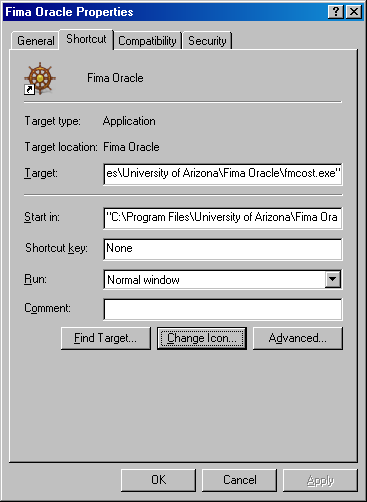 Fima Oracle Properties
General Shortcut Compatibility Security
Fima Oracle
Target type: Application
Target location: Fima Oracle
Target: es\University of Arizona\Fima Oracle\fmcost.exe"
Start in: "C:\Program Files\University of Arizona\Fima Ora
Shortcut key: None
Run: Normal window
Comment:
Find Target... Change Icon... Advanced...
OK Cancel Apply